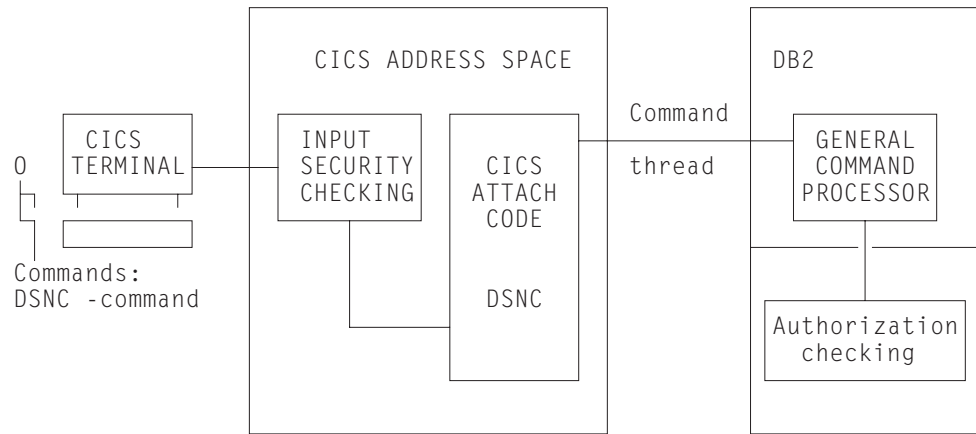 CICS ADDRESS SPACE
DB2
Command
thread
CICS
TERMINAL
INPUT
SECURITY
CHECKING
CICS
ATTACH
CODE
DSNC
GENERAL
COMMAND
PROCESSOR
Commands:
DSNC -command
Authorization
checking